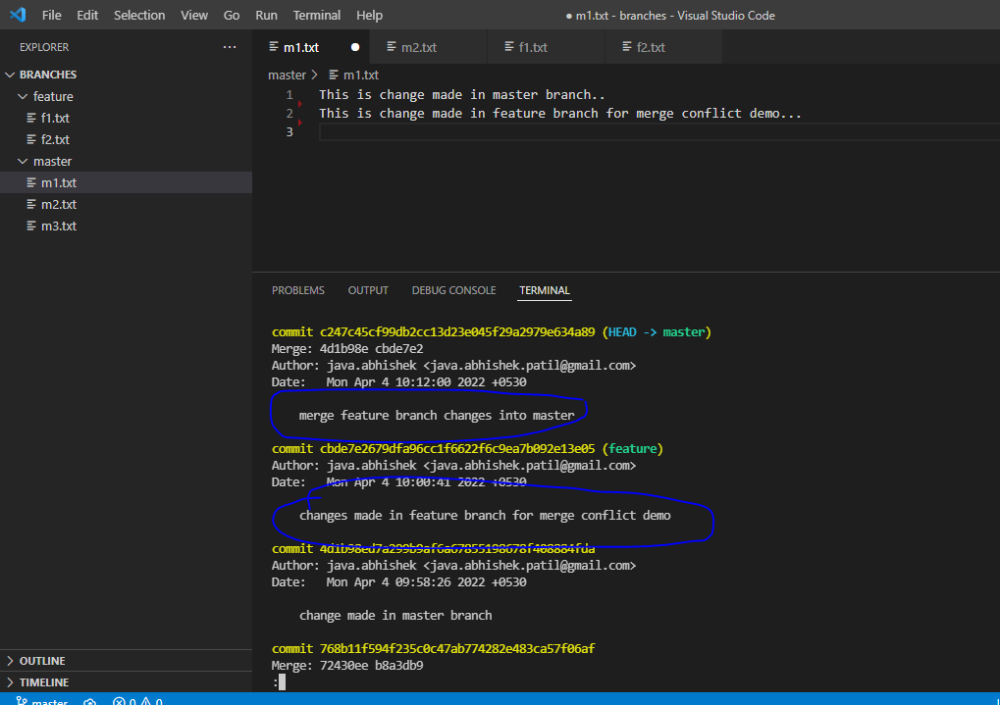 File Edit Selection View Go Run Terminal Help
● m1.txt - branches - Visual Studio Code
EXPLORER ...
BRANCHES
feature
f1.txt
f2.txt
master
m1.txt
m2.txt
m3.txt
OUTLINE
TIMELINE
m1.txt ● m2.txt f1.txt f2.txt
master > m1.txt
1 This is change made in master branch..
2 This is change made in feature branch for merge conflict demo...
3
PROBLEMS OUTPUT DEBUG CONSOLE TERMINAL
commit c247c45cf99db2cc13d23e045f29a2979e634a89 (HEAD -> master)
Merge: 4d1b98e cbde7e2
Author: java.abhishek <java.abhishek.patil@gmail.com>
Date: Mon Apr 4 10:12:00 2022 +0530
merge feature branch changes into master
commit cbde7e2679dfa96cc1f6622f6c9ea7b092e13e05 (feature)
Author: java.abhishek <java.abhishek.patil@gmail.com>
Date: Mon Apr 4 10:00:41 2022 +0530
changes made in feature branch for merge conflict demo
commit 4d1b98ed7a299b9af6a67855198678f408884fda
Author: java.abhishek <java.abhishek.patil@gmail.com>
Date: Mon Apr 4 09:58:26 2022 +0530
change made in master branch
commit 768b11f594f235c0c47ab774282e483ca57f06af
Merge: 72430ee b8a3db9
:
master 0 0